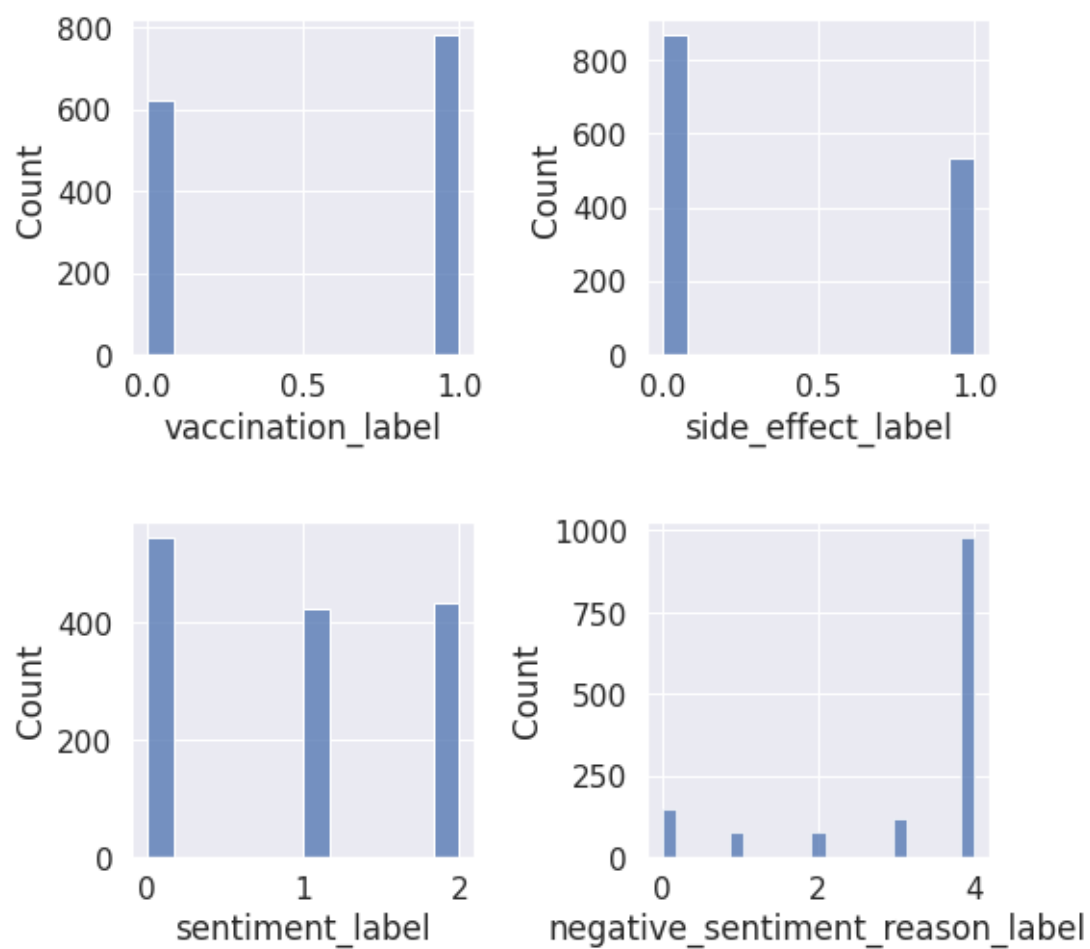 800
600
400
200
0
Count
0.0 0.5 1.0
vaccination_label
800
600
400
200
0
Count
0.0 0.5 1.0
side_effect_label
400
200
0
Count
0 1 2
sentiment_label
1000
750
500
250
0
Count
0 2 4
negative_sentiment_reason_label